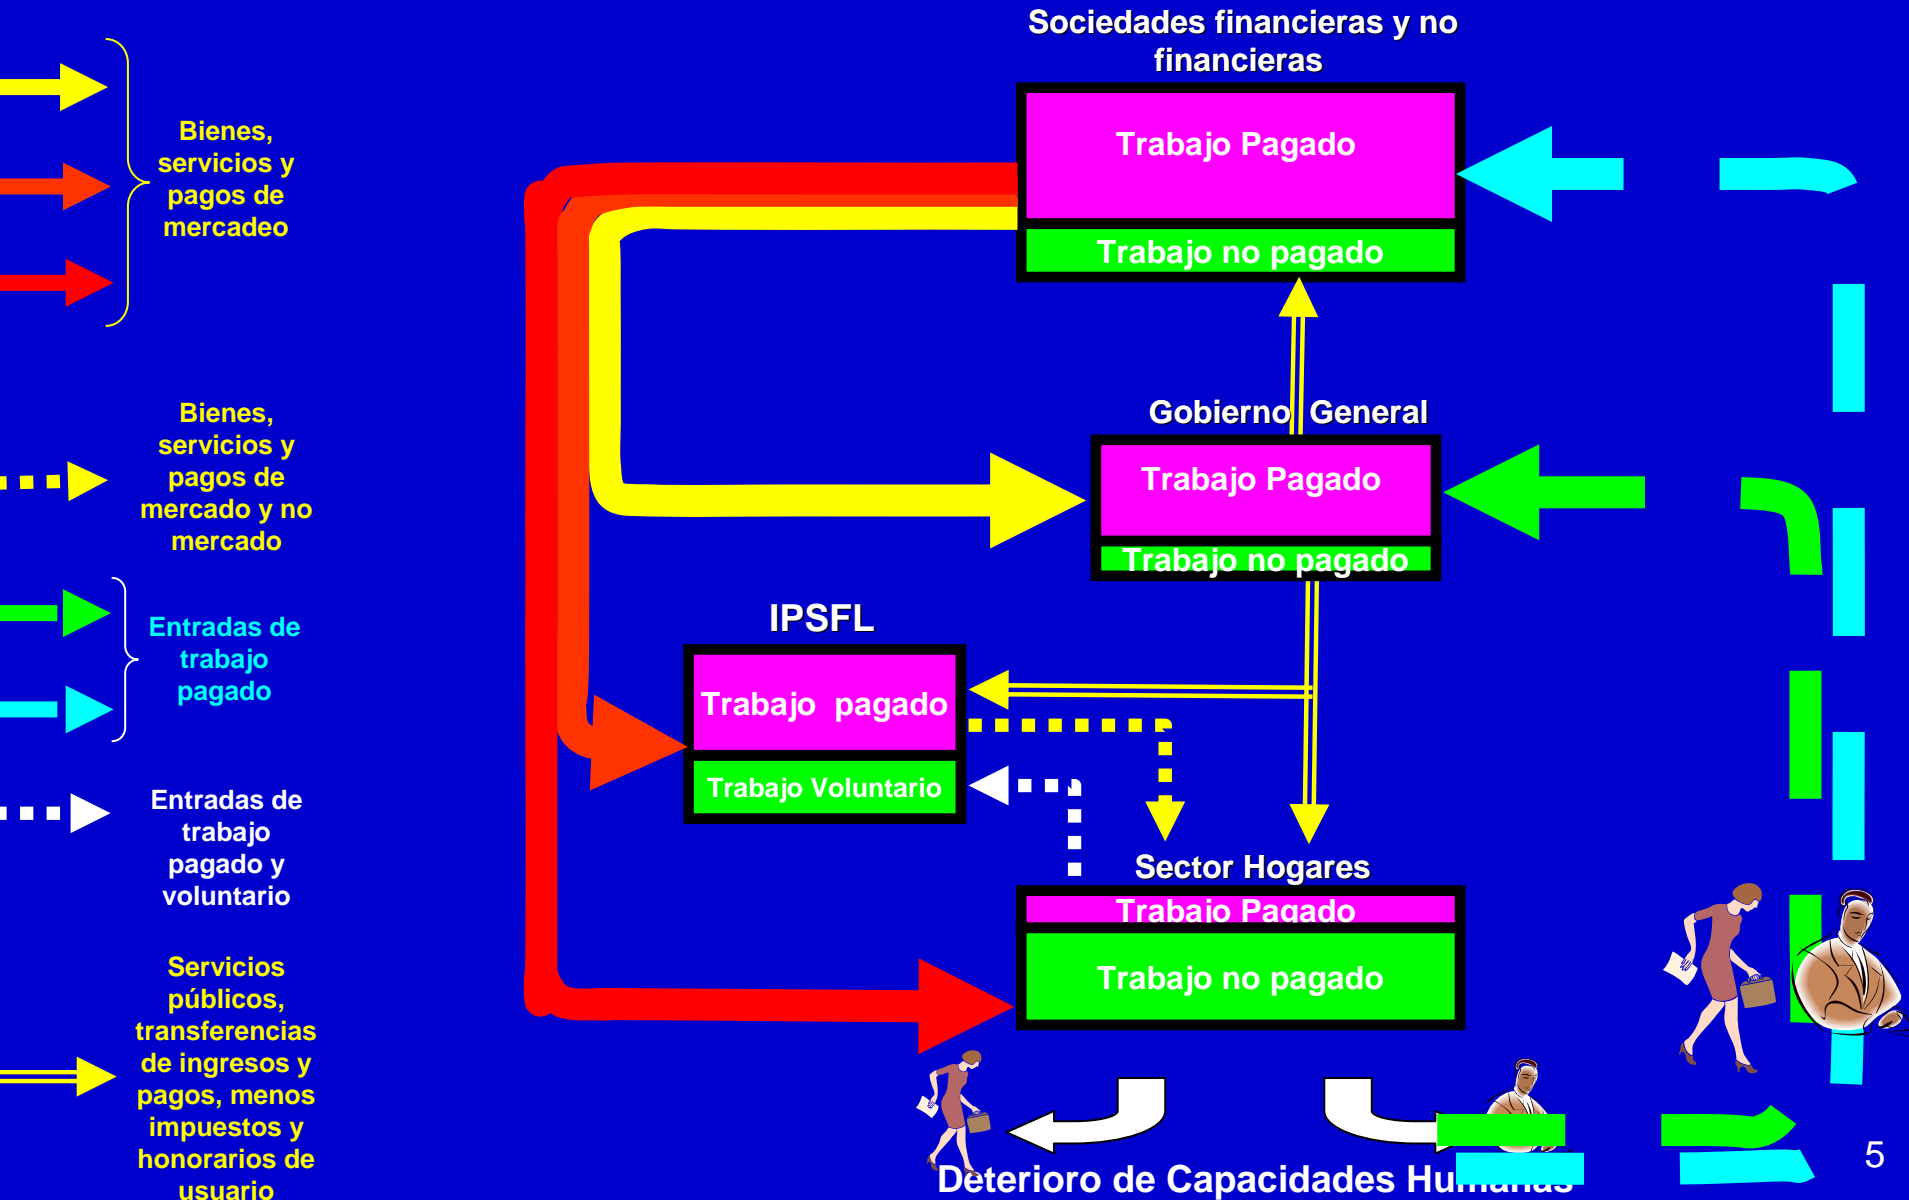 Sociedades financieras y no
financieras
Trabajo Pagado
Trabajo no pagado
Bienes,
servicios y
pagos de
mercadeo
Gobierno General
Trabajo Pagado
Trabajo no pagado
Bienes,
servicios y
pagos de
mercado y no
mercado
IPSFL
Trabajo pagado
Trabajo Voluntario
Entradas de
trabajo
pagado
Entradas de
trabajo
pagado y
voluntario
Sector Hogares
Trabajo Pagado
Trabajo no pagado
Servicios
públicos,
transferencias
de ingresos y
pagos, menos
impuestos y
honorarios de
usuario
Deterioro de Capacidades Humanas
5